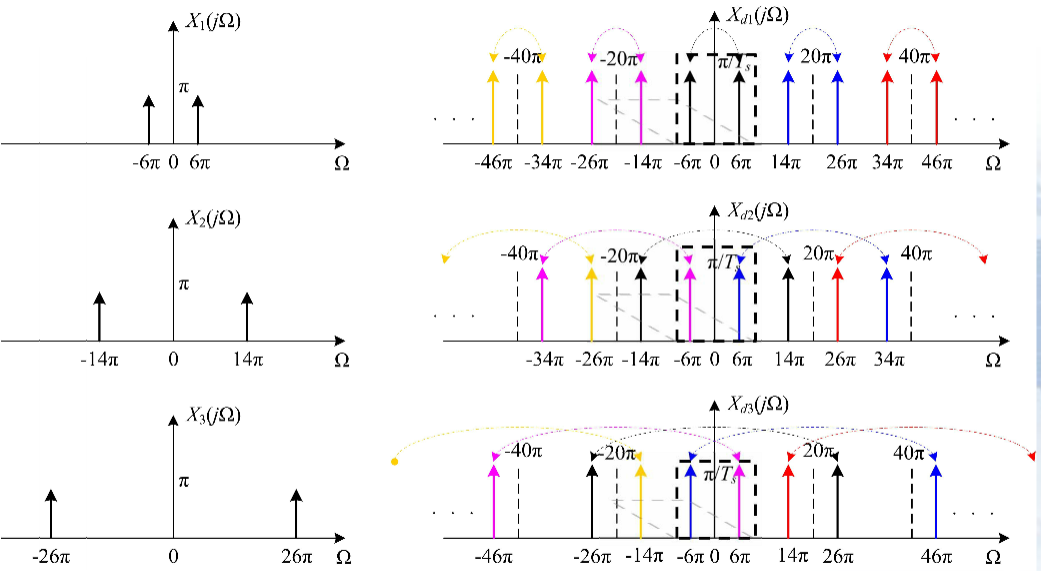 X₁(jΩ)
π
-6π 0 6π Ω
X_d1(jΩ)
-40π -20π π/Tₛ 20π 40π
. . . . . .
-46π -34π -26π -14π -6π 0 6π 14π 26π 34π 46π Ω
X₂(jΩ)
π
-14π 0 14π Ω
X_d2(jΩ)
-40π -20π π/Tₛ 20π 40π
. . . . . .
-34π -26π -14π -6π 0 6π 14π 26π 34π Ω
X₃(jΩ)
π
-26π 0 26π Ω
X_d3(jΩ)
-40π -20π π/Tₛ 20π 40π
. . . . . .
-46π -26π -14π -6π 0 6π 14π 26π 46π Ω